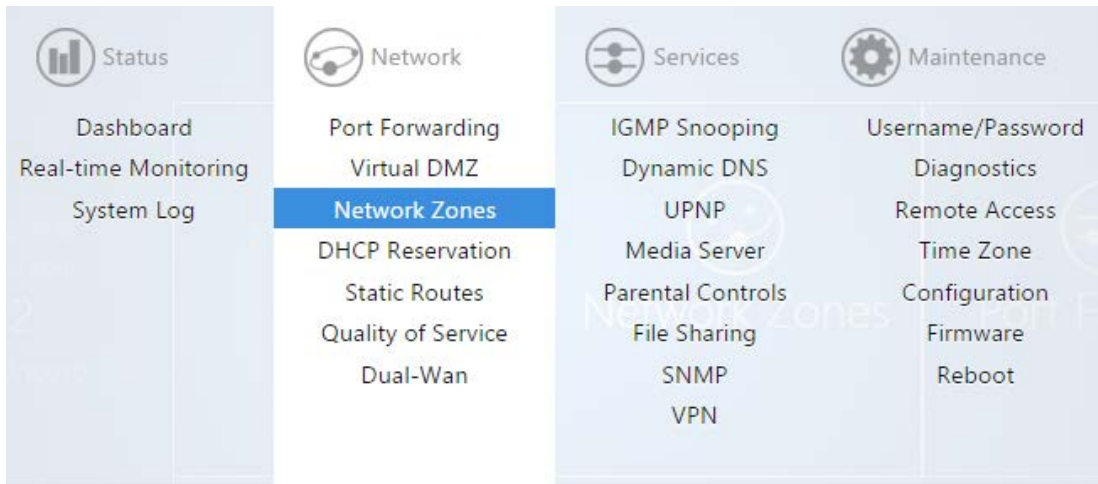 Status
Dashboard
Real-time Monitoring
System Log
Network
Port Forwarding
Virtual DMZ
Network Zones
DHCP Reservation
Static Routes
Quality of Service
Dual-Wan
Services
IGMP Snooping
Dynamic DNS
UPNP
Media Server
Parental Controls
File Sharing
SNMP
VPN
Maintenance
Username/Password
Diagnostics
Remote Access
Time Zone
Configuration
Firmware
Reboot
Network Zones